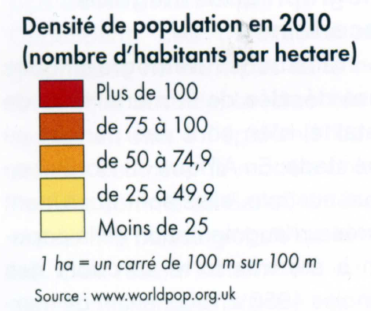 Densité de population en 2010
(nombre d'habitants par hectare)
Plus de 100
de 75 à 100
de 50 à 74,9
de 25 à 49,9
Moins de 25
1 ha = un carré de 100 m sur 100 m
Source : www.worldpop.org.uk